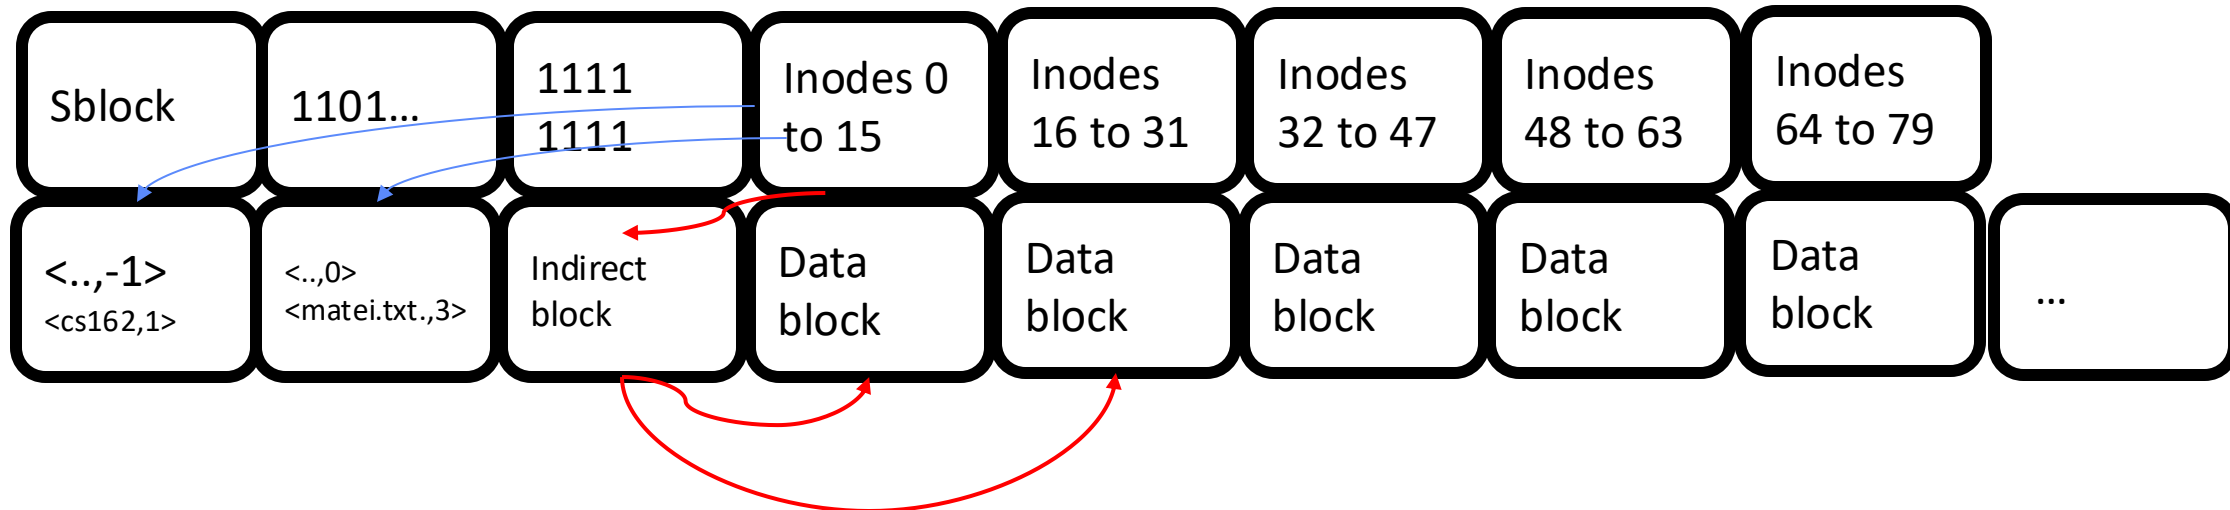 Sblock
1101...
1111
1111
Inodes 0
to 15
Inodes
16 to 31
Inodes
32 to 47
Inodes
48 to 63
Inodes
64 to 79
<..,-1>
<cs162,1>
<..,0>
<matei.txt.,3>
Indirect
block
Data
block
Data
block
Data
block
Data
block
Data
block
...